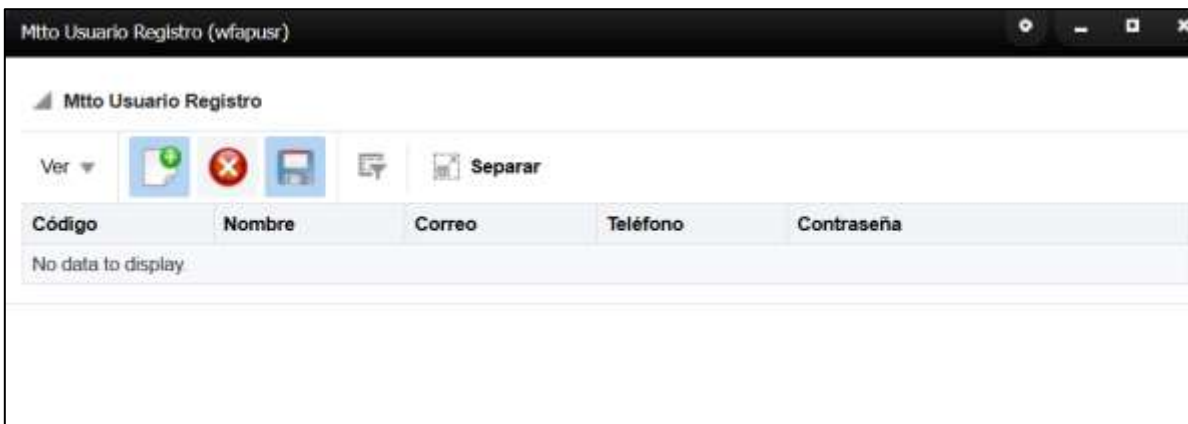 Mtto Usuario Registro (wfapusr)
Mtto Usuario Registro
Ver Separar
Código Nombre Correo Teléfono Contraseña
No data to display